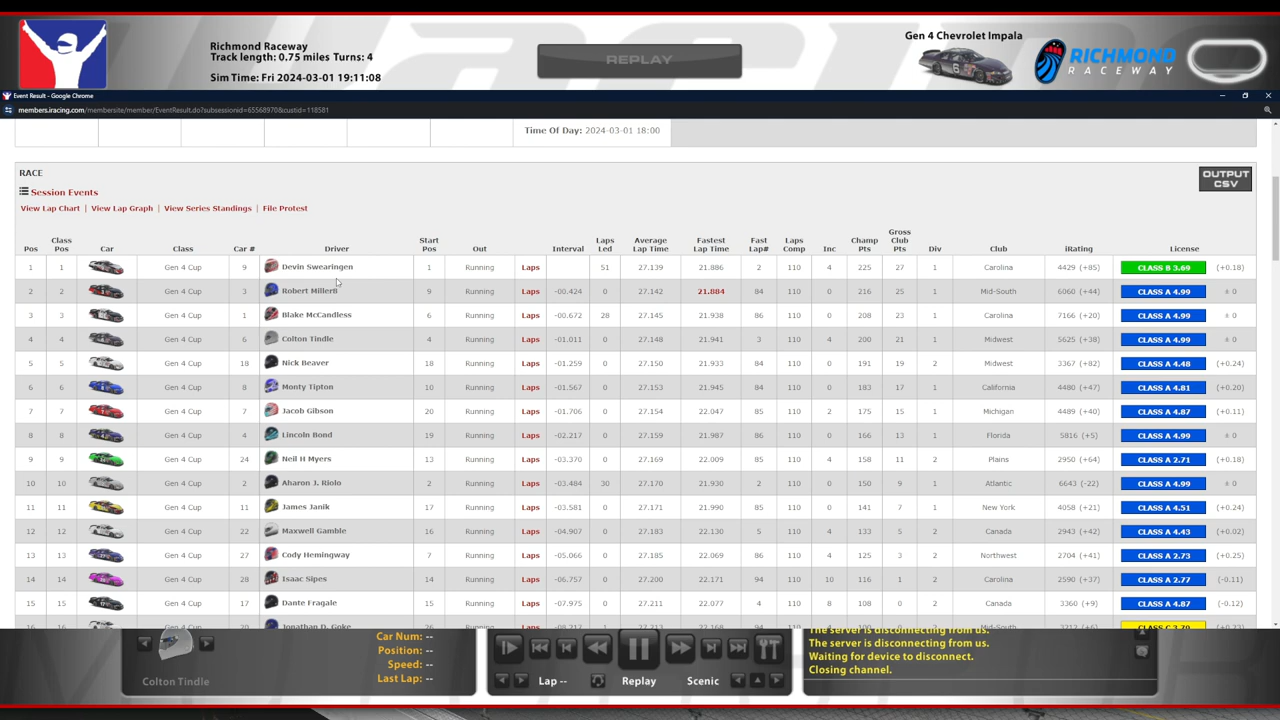 Richmond Raceway
Track length: 0.75 miles Turns: 4
Sim Time: Fri 2024-03-01 19:11:08
REPLAY
Gen 4 Chevrolet Impala
RICHMOND
RACEWAY
Event Result - Google Chrome
members.iracing.com/membersite/member/EventResult.do?subsessionid=65568970&custid=118581
Time Of Day: 2024-03-01 18:00
RACE
OUTPUT CSV
Session Events
View Lap Chart | View Lap Graph | View Series Standings | File Protest
Pos Class Pos Car Class Car # Driver Start Pos Out Interval Laps Led Average Lap Time Fastest Lap Time Fast Lap# Laps Comp Inc Champ Pts Gross Club Pts Div Club iRating License
1 1 Gen 4 Cup 9 Devin Swearingen 1 Running Laps 51 27.139 21.886 2 110 4 225 27 1 Carolina 4429 (+85) CLASS B 3.69 (+0.18)
2 2 Gen 4 Cup 3 Robert Miller8 9 Running Laps -00.424 0 27.142 21.884 84 110 0 216 25 1 Mid-South 6060 (+44) CLASS A 4.99 ± 0
3 3 Gen 4 Cup 1 Blake McCandless 6 Running Laps -00.672 28 27.145 21.938 86 110 0 208 23 1 Midwest 7166 (+20) CLASS A 4.99 ± 0
4 4 Gen 4 Cup 6 Colton Tindle 4 Running Laps -01.011 0 27.148 21.941 3 110 4 200 21 1 Midwest 5625 (+38) CLASS A 4.99 ± 0
5 5 Gen 4 Cup 18 Nick Beaver 18 Running Laps -01.259 0 27.150 21.933 84 110 0 191 19 2 Midwest 3367 (+82) CLASS A 4.48 (+0.24)
6 6 Gen 4 Cup 8 Monty Tipton 10 Running Laps -01.567 0 27.153 21.945 84 110 0 183 17 1 California 4480 (+47) CLASS A 4.81 (+0.20)
7 7 Gen 4 Cup 7 Jacob Gibson 20 Running Laps -01.706 0 27.154 22.047 85 110 2 175 15 1 Michigan 4489 (+40) CLASS A 4.87 (+0.11)
8 8 Gen 4 Cup 4 Lincoln Bond 19 Running Laps -02.217 0 27.159 21.987 86 110 0 166 13 1 Florida 5816 (+5) CLASS A 4.99 ± 0
9 9 Gen 4 Cup 24 Neil II Myers 13 Running Laps -03.370 0 27.169 22.009 85 110 4 158 11 2 Plains 2950 (+64) CLASS A 2.71 (+0.18)
10 10 Gen 4 Cup 2 Aharon J. Riolo 2 Running Laps -03.484 30 27.170 21.930 2 110 0 150 9 1 Atlantic 6643 (-22) CLASS A 4.99 ± 0
11 11 Gen 4 Cup 11 James Janik 17 Running Laps -03.581 0 27.171 21.990 85 110 0 141 7 1 New York 4058 (+21) CLASS A 4.51 (+0.24)
12 12 Gen 4 Cup 22 Maxwell Gamble 16 Running Laps -04.907 0 27.183 22.130 5 110 4 133 5 2 Canada 2943 (+42) CLASS A 4.43 (+0.02)
13 13 Gen 4 Cup 27 Cody Hemingway 7 Running Laps -05.066 0 27.185 22.069 86 110 4 125 3 2 Northwest 2704 (+41) CLASS A 2.73 (+0.25)
14 14 Gen 4 Cup 28 Isaac Sipes 14 Running Laps -06.757 0 27.200 22.171 94 110 10 116 1 2 Carolina 2590 (+37) CLASS A 2.77 (-0.11)
15 15 Gen 4 Cup 17 Dante Fragale 15 Running Laps -07.975 0 27.211 22.077 4 110 8 108 0 2 Canada 3360 (+9) CLASS A 4.87 (-0.12)
Jonathan D. Goke
Colton Tindle
Car Num: --
Position: --
Speed: --
Last Lap: --
Lap -- Replay Scenic
The server is disconnecting from us.
The server is disconnecting from us.
Waiting for device to disconnect.
Closing channel.